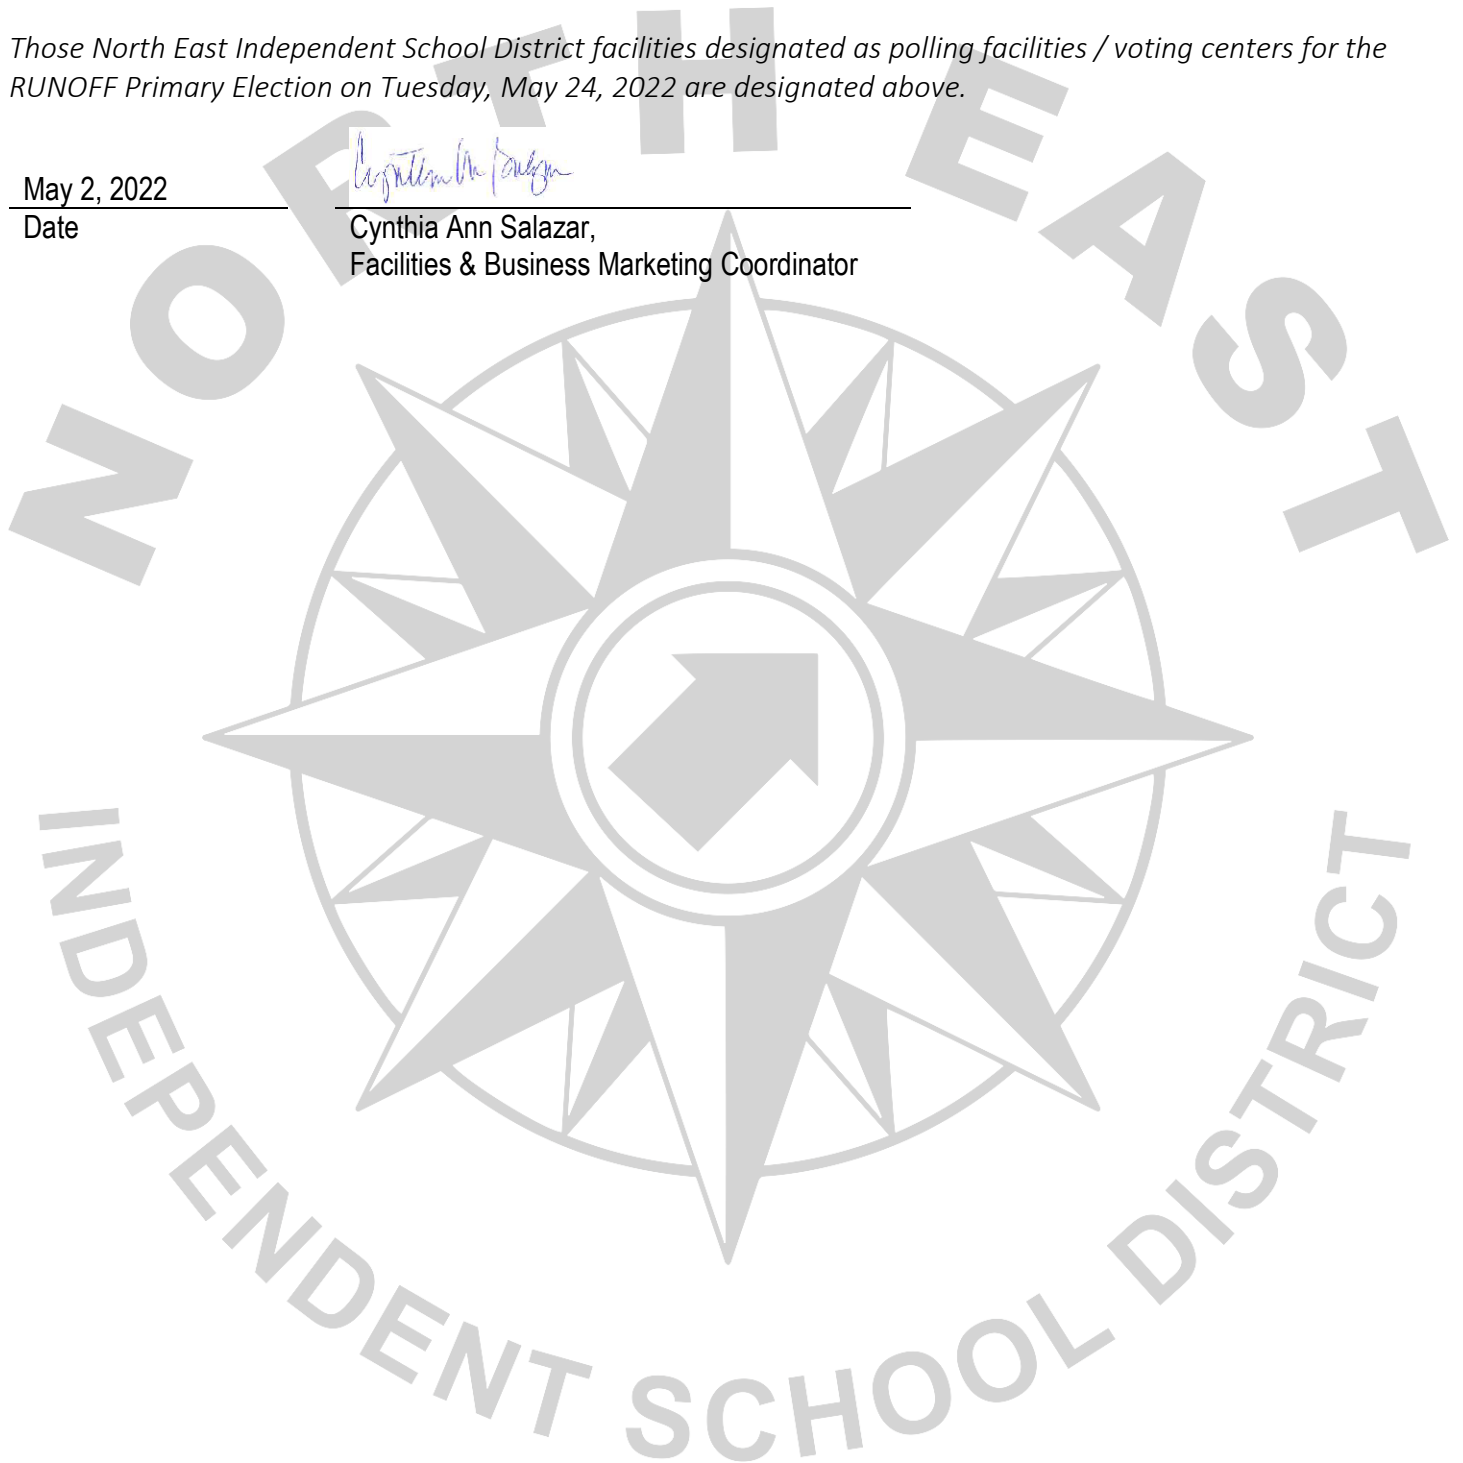 Those North East Independent School District facilities designated as polling facilities / voting centers for the
RUNOFF Primary Election on Tuesday, May 24, 2022 are designated above.
May 2, 2022
Date
Cynthia Ann Salazar,
Facilities & Business Marketing Coordinator
NORTH EAST
INDEPENDENT SCHOOL DISTRICT